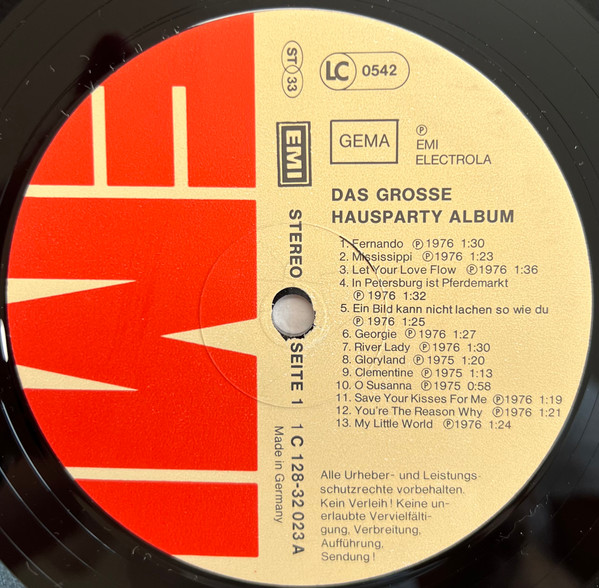 ST 33
LC 0542
EMI
GEMA
℗
EMI
ELECTROLA
DAS GROSSE
HAUSPARTY ALBUM
1. Fernando ℗ 1976 1:30
2. Mississippi ℗ 1976 1:23
3. Let Your Love Flow ℗ 1976 1:36
4. In Petersburg ist Pferdemarkt
℗ 1976 1:32
5. Ein Bild kann nicht lachen so wie du
℗ 1976 1:25
6. Georgie ℗ 1976 1:27
7. River Lady ℗ 1976 1:30
8. Gloryland ℗ 1975 1:20
9. Clementine ℗ 1975 1:13
10. O Susanna ℗ 1975 0:58
11. Save Your Kisses For Me ℗ 1976 1:19
12. You're The Reason Why ℗ 1976 1:21
13. My Little World ℗ 1976 1:24
STEREO SEITE 1 1 C 128-32 023 A
Made in Germany
Alle Urheber- und Leistungs-
schutzrechte vorbehalten.
Kein Verleih! Keine un-
erlaubte Vervielfälti-
gung, Verbreitung,
Aufführung,
Sendung!
EMI